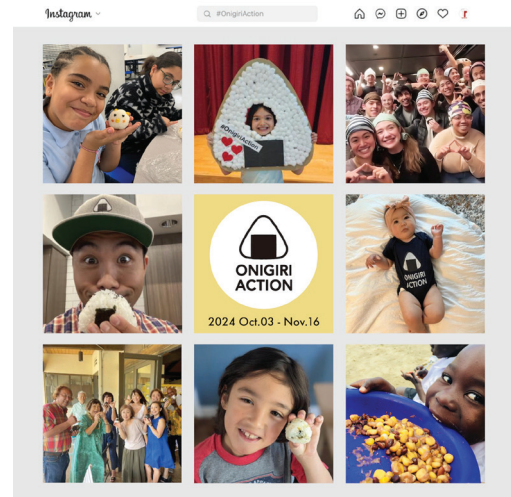 Instagram
#OnigiriAction
#OnigiriAction
ONIGIRI
ACTION
ONIGIRI
ACTION
2024 Oct.03 - Nov.16